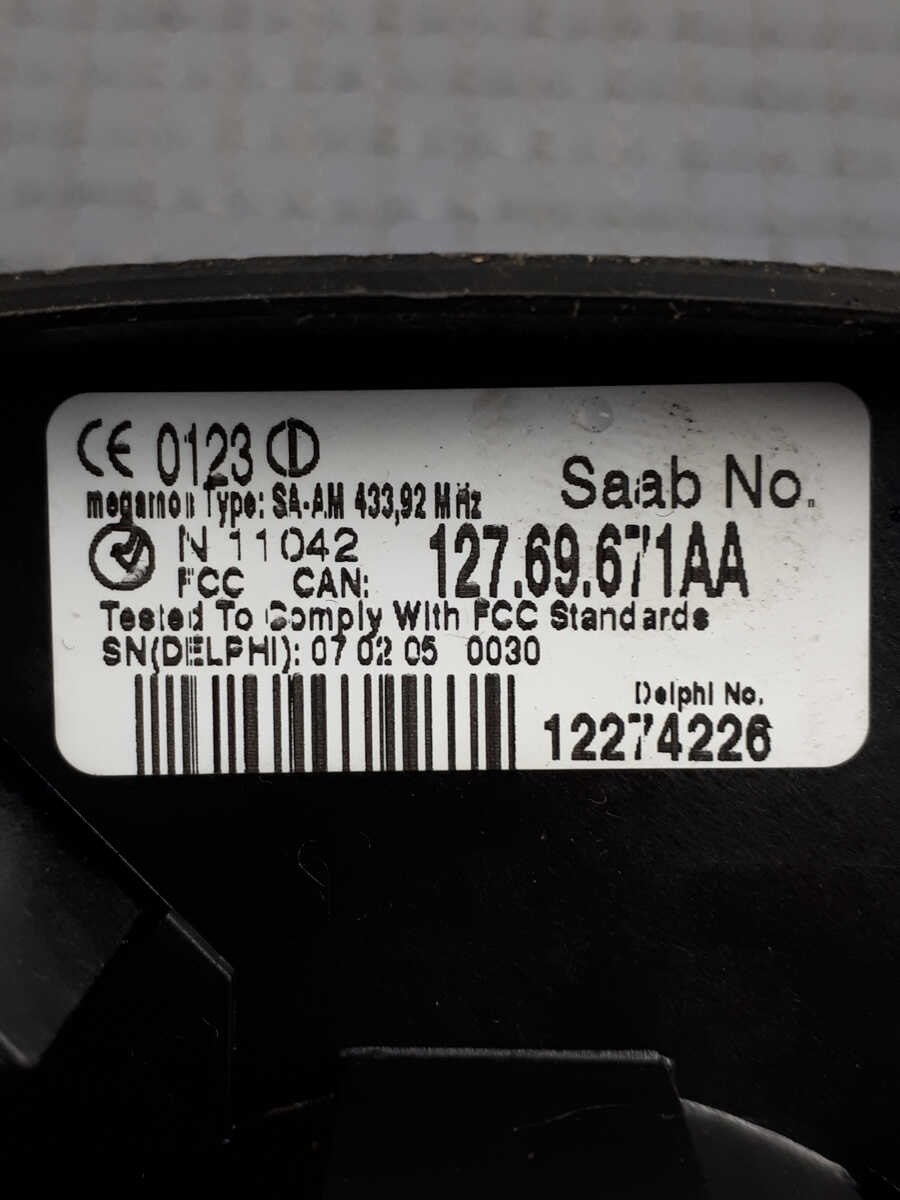 CE 0123
megamos Type: SA-AM 433,92 MHz
Saab No.
N 11042
127.69.671AA
FCC CAN:
Tested To Comply With FCC Standards
SN(DELPHI): 07 02 05 0030
Delphi No.
12274226